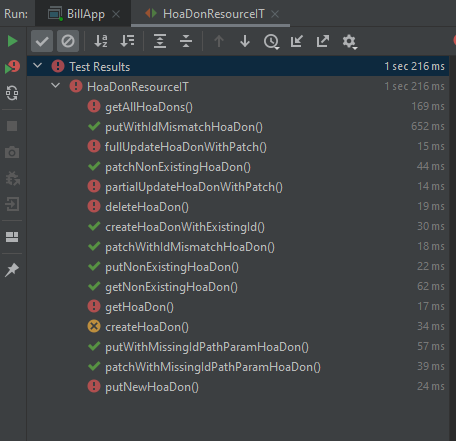 Run: BillApp HoaDonResourceIT
Test Results 1 sec 216 ms
HoaDonResourceIT 1 sec 216 ms
getAllHoaDons() 169 ms
putWithIdMismatchHoaDon() 652 ms
fullUpdateHoaDonWithPatch() 15 ms
patchNonExistingHoaDon() 44 ms
partialUpdateHoaDonWithPatch() 14 ms
deleteHoaDon() 19 ms
createHoaDonWithExistingId() 30 ms
patchWithIdMismatchHoaDon() 18 ms
putNonExistingHoaDon() 22 ms
getNonExistingHoaDon() 62 ms
getHoaDon() 17 ms
createHoaDon() 34 ms
putWithMissingIdPathParamHoaDon() 57 ms
patchWithMissingIdPathParamHoaDon() 39 ms
putNewHoaDon() 24 ms